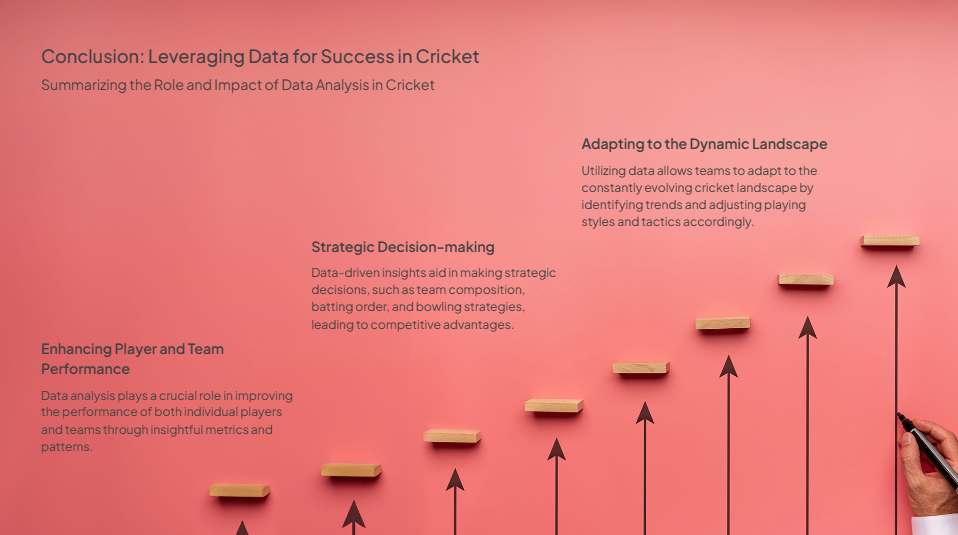 Conclusion: Leveraging Data for Success in Cricket
Summarizing the Role and Impact of Data Analysis in Cricket
Adapting to the Dynamic Landscape
Utilizing data allows teams to adapt to the
constantly evolving cricket landscape by
identifying trends and adjusting playing
styles and tactics accordingly.
Strategic Decision-making
Data-driven insights aid in making strategic
decisions, such as team composition,
batting order, and bowling strategies,
leading to competitive advantages.
Enhancing Player and Team
Performance
Data analysis plays a crucial role in improving
the performance of both individual players
and teams through insightful metrics and
patterns.